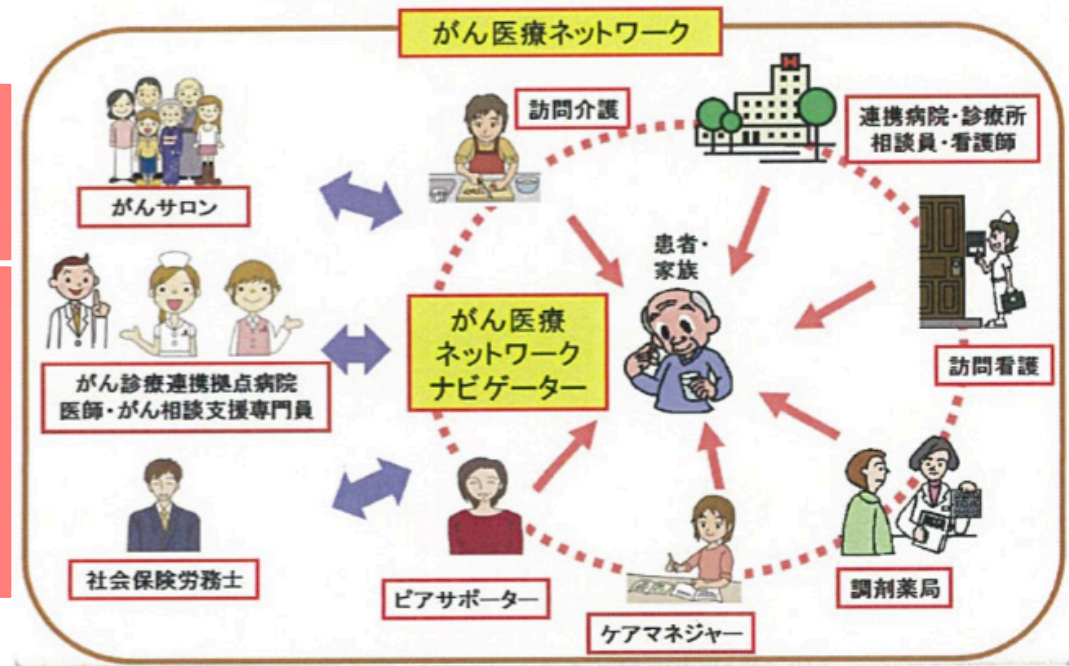 がん医療ネットワーク
訪問介護
連携病院・診療所
相談員・看護師
がんサロン
患者・
家族
がん医療
ネットワーク
ナビゲーター
訪問看護
がん診療連携拠点病院
医師・がん相談支援専門員
社会保険労務士
ピアサポーター
ケアマネジャー
調剤薬局
H